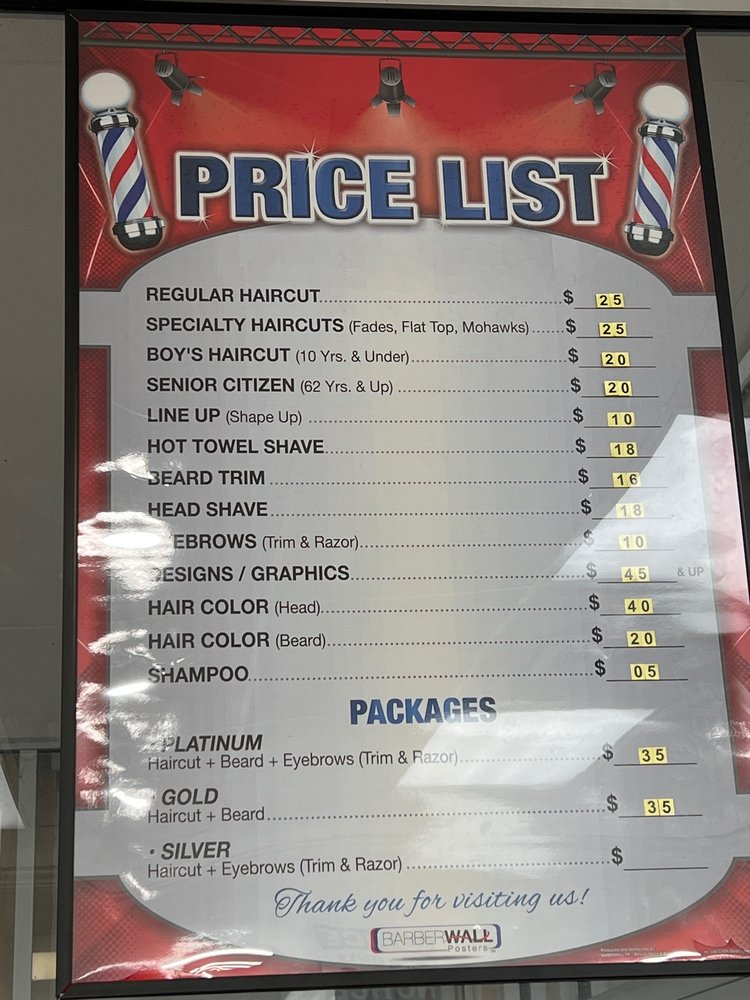 PRICE LIST
REGULAR HAIRCUT..................................................$ 25
SPECIALTY HAIRCUTS (Fades, Flat Top, Mohawks).......$ 25
BOY'S HAIRCUT (10 Yrs. & Under)................................$ 20
SENIOR CITIZEN (62 Yrs. & Up) ...................................$ 20
LINE UP (Shape Up) .....................................................$ 10
HOT TOWEL SHAVE..................................................$ 18
BEARD TRIM ..............................................................$ 16
HEAD SHAVE..............................................................$ 18
EYEBROWS (Trim & Razor)............................................$ 10
DESIGNS / GRAPHICS................................................$ 45 & UP
HAIR COLOR (Head).....................................................$ 40
HAIR COLOR (Beard)....................................................$ 20
SHAMPOO....................................................................$ 05
PACKAGES
• PLATINUM
Haircut + Beard + Eyebrows (Trim & Razor)............................$ 35
• GOLD
Haircut + Beard....................................................................$ 35
• SILVER
Haircut + Eyebrows (Trim & Razor) ........................................$
Thank you for visiting us!
BARBERWALL
Posters